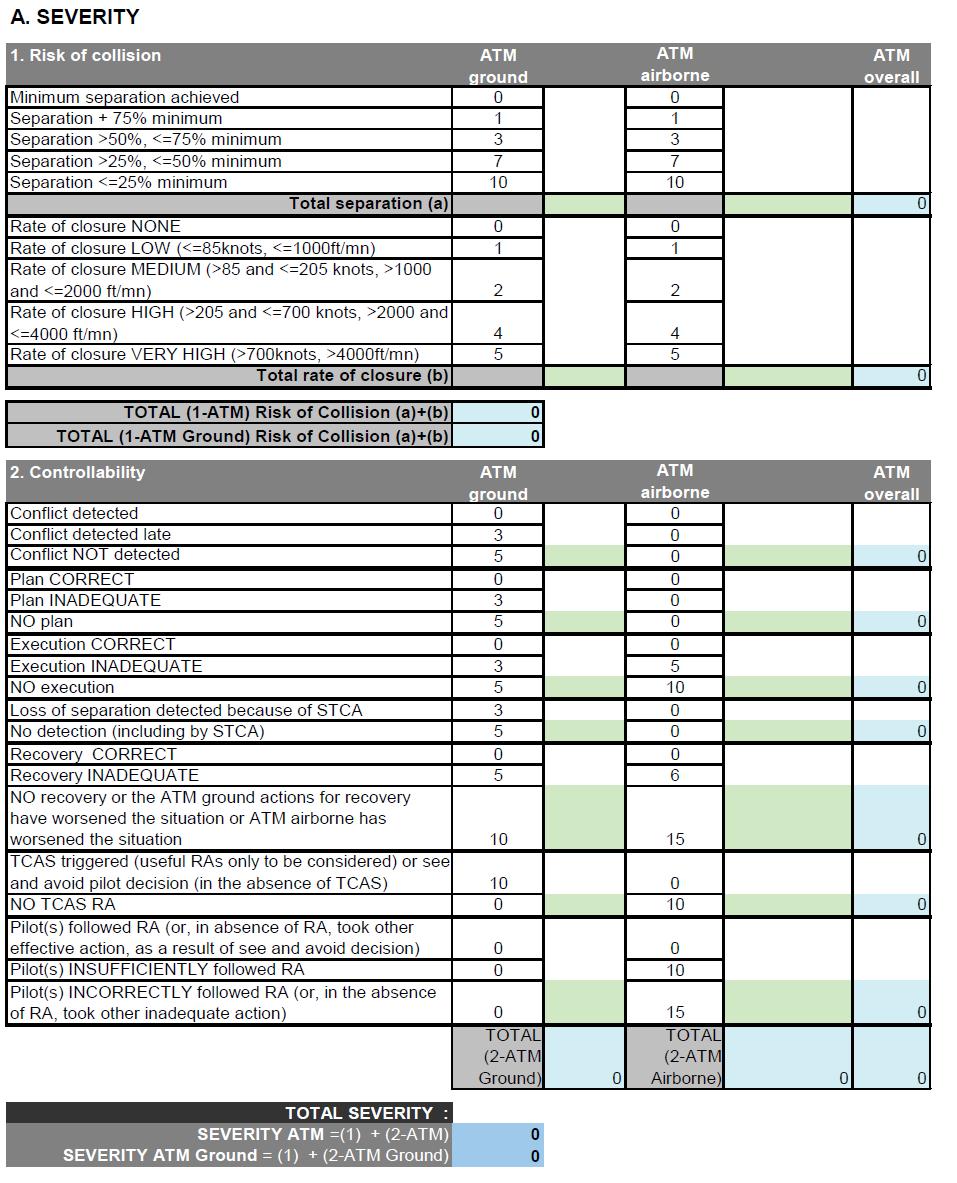 A. SEVERITY
1. Risk of collision ATM ground ATM airborne ATM overall
Minimum separation achieved 0 0
Separation + 75% minimum 1 1
Separation >50%, <=75% minimum 3 3
Separation >25%, <=50% minimum 7 7
Separation <=25% minimum 10 10
Total separation (a) 0
Rate of closure NONE 0 0
Rate of closure LOW (<=85knots, <=1000ft/mn) 1 1
Rate of closure MEDIUM (>85 and <=205 knots, >1000
and <=2000 ft/mn) 2 2
Rate of closure HIGH (>205 and <=700 knots, >2000 and
<=4000 ft/mn) 4 4
Rate of closure VERY HIGH (>700knots, >4000ft/mn) 5 5
Total rate of closure (b) 0
TOTAL (1-ATM) Risk of Collision (a)+(b) 0
TOTAL (1-ATM Ground) Risk of Collision (a)+(b) 0
2. Controllability ATM ground ATM airborne ATM overall
Conflict detected 0 0
Conflict detected late 3 0
Conflict NOT detected 5 0 0
Plan CORRECT 0 0
Plan INADEQUATE 3 0
NO plan 5 0 0
Execution CORRECT 0 0
Execution INADEQUATE 3 5
NO execution 5 10 0
Loss of separation detected because of STCA 3 0
No detection (including by STCA) 5 0 0
Recovery CORRECT 0 0
Recovery INADEQUATE 5 6
NO recovery or the ATM ground actions for recovery
have worsened the situation or ATM airborne has
worsened the situation 10 15 0
TCAS triggered (useful RAs only to be considered) or see
and avoid pilot decision (in the absence of TCAS) 10 0
NO TCAS RA 0 10 0
Pilot(s) followed RA (or, in absence of RA, took other
effective action, as a result of see and avoid decision) 0 0
Pilot(s) INSUFFICIENTLY followed RA 0 10
Pilot(s) INCORRECTLY followed RA (or, in the absence
of RA, took other inadequate action) 0 15 0
TOTAL TOTAL
(2-ATM (2-ATM
Ground) 0 Airborne) 0 0
TOTAL SEVERITY :
SEVERITY ATM =(1) + (2-ATM) 0
SEVERITY ATM Ground = (1) + (2-ATM Ground) 0